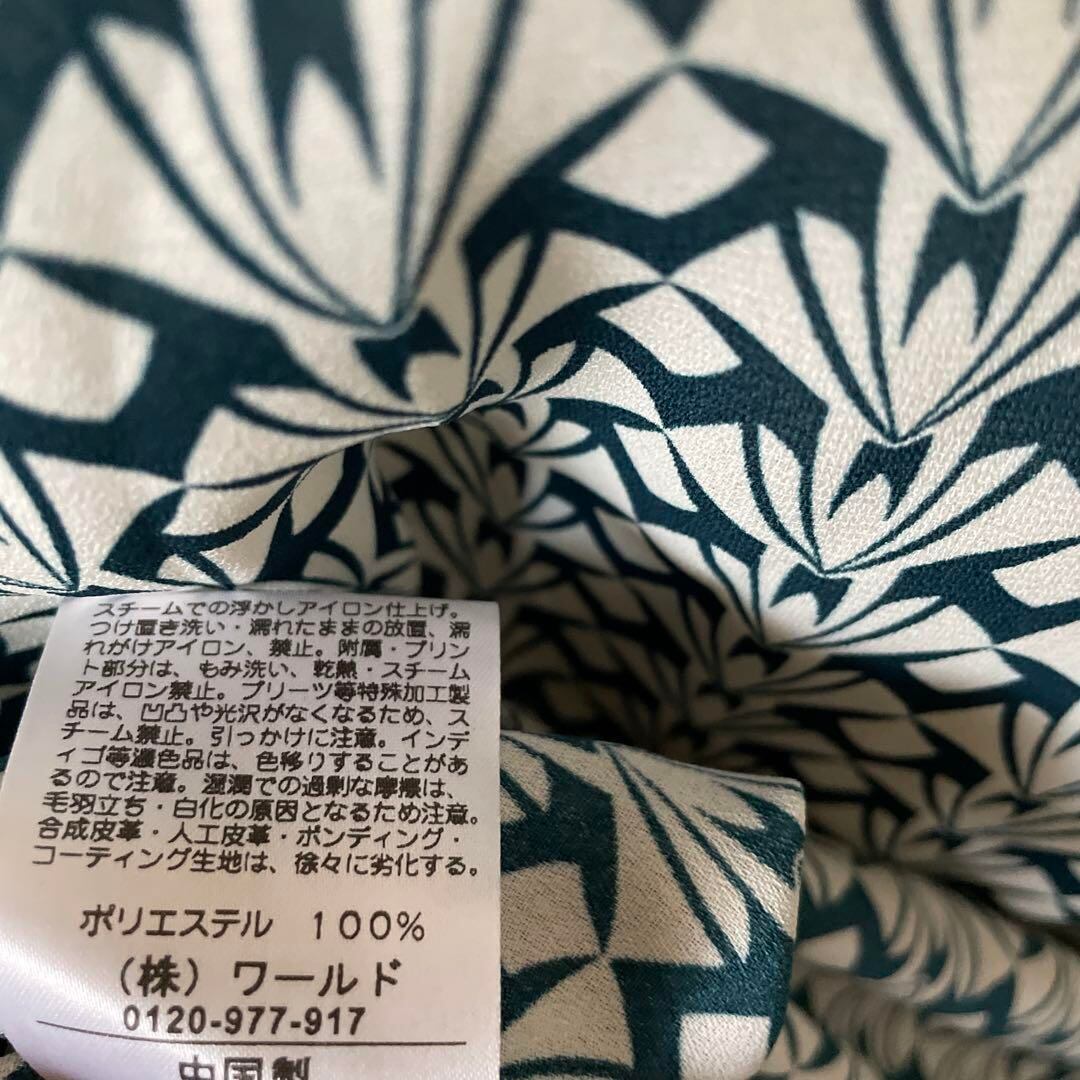 スチームでの浮かしアイロン仕上げ。
つけ置き洗い・濡れたままの放置、濡
れがけアイロン、禁止。附属・プリン
ト部分は、もみ洗い、乾熱・スチーム
アイロン禁止。プリーツ等特殊加工製
品は、凹凸や光沢がなくなるため、ス
チーム禁止。引っかけに注意。インデ
ィゴ等濃色品は、色移りすることがあ
るので注意。湿潤での過剰な摩擦は、
毛羽立ち・白化の原因となるため注意。
合成皮革・人工皮革・ボンディング・
コーティング生地は、徐々に劣化する。
ポリエステル 100%
(株) ワールド
0120-977-917
中国製